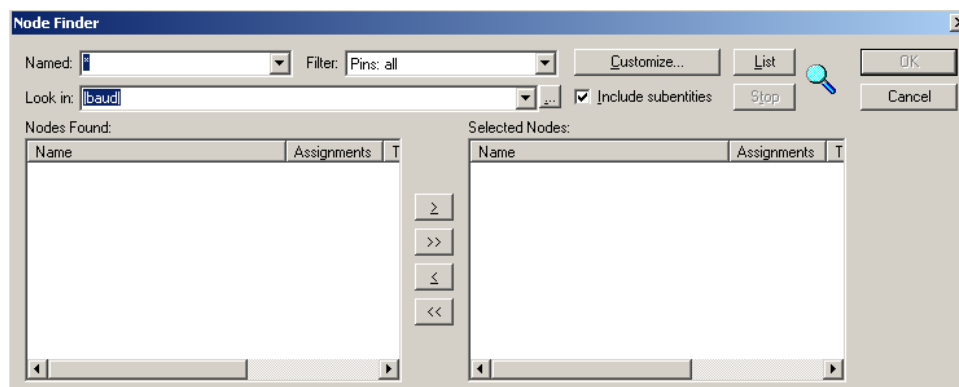 Node Finder
Named: * Filter: Pins: all Customize... List OK
Look in: |baud| ... Include subentities Stop Cancel
Nodes Found: Selected Nodes:
Name Assignments T Name Assignments T
>
>>
<
<<